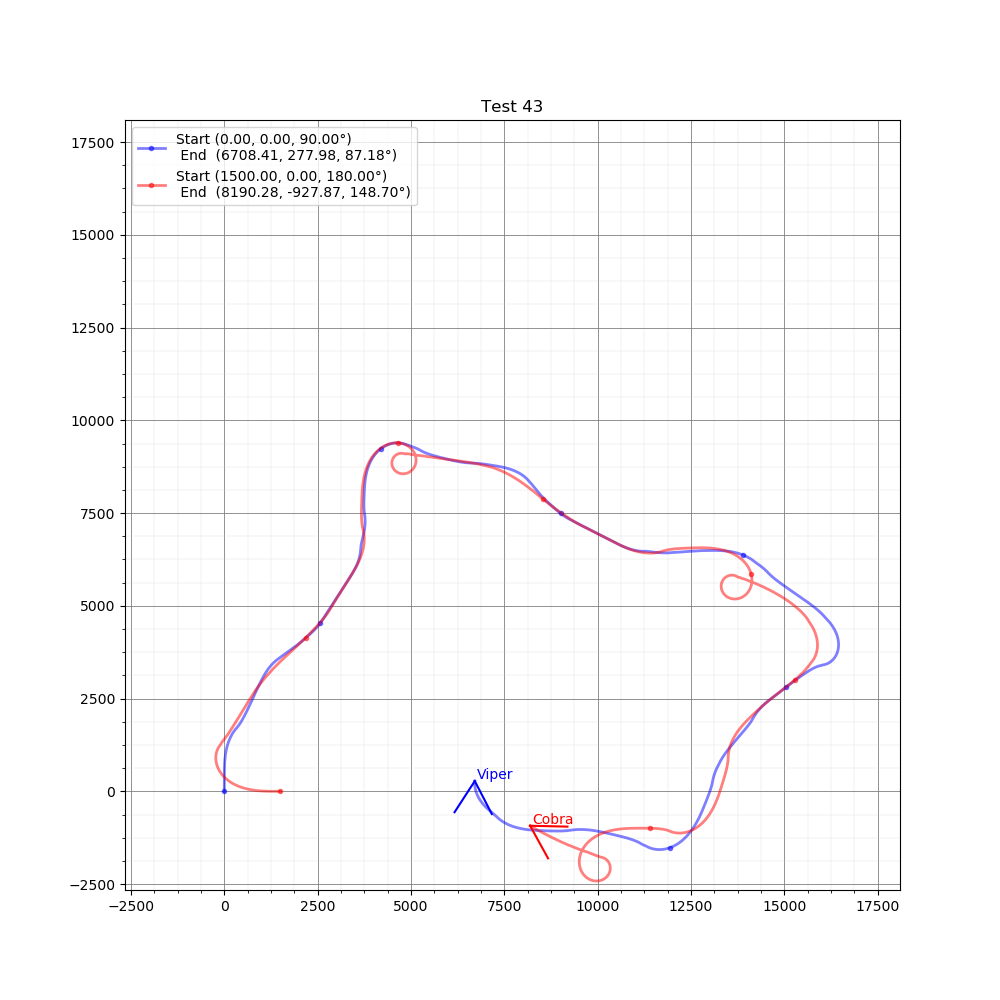 Test 43
Start (0.00, 0.00, 90.00°)
End (6708.41, 277.98, 87.18°)
Start (1500.00, 0.00, 180.00°)
End (8190.28, -927.87, 148.70°)
17500
15000
12500
10000
7500
5000
2500
0
−2500
Viper
Cobra
−2500 0 2500 5000 7500 10000 12500 15000 17500